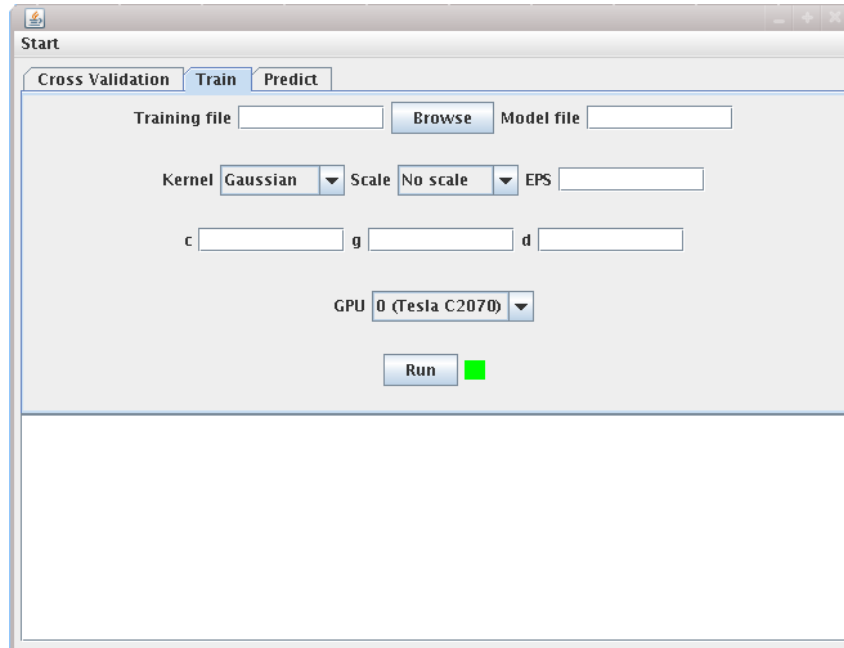 Start
Cross Validation Train Predict
Training file Browse Model file
Kernel Gaussian Scale No scale EPS
c g d
GPU 0 (Tesla C2070)
Run